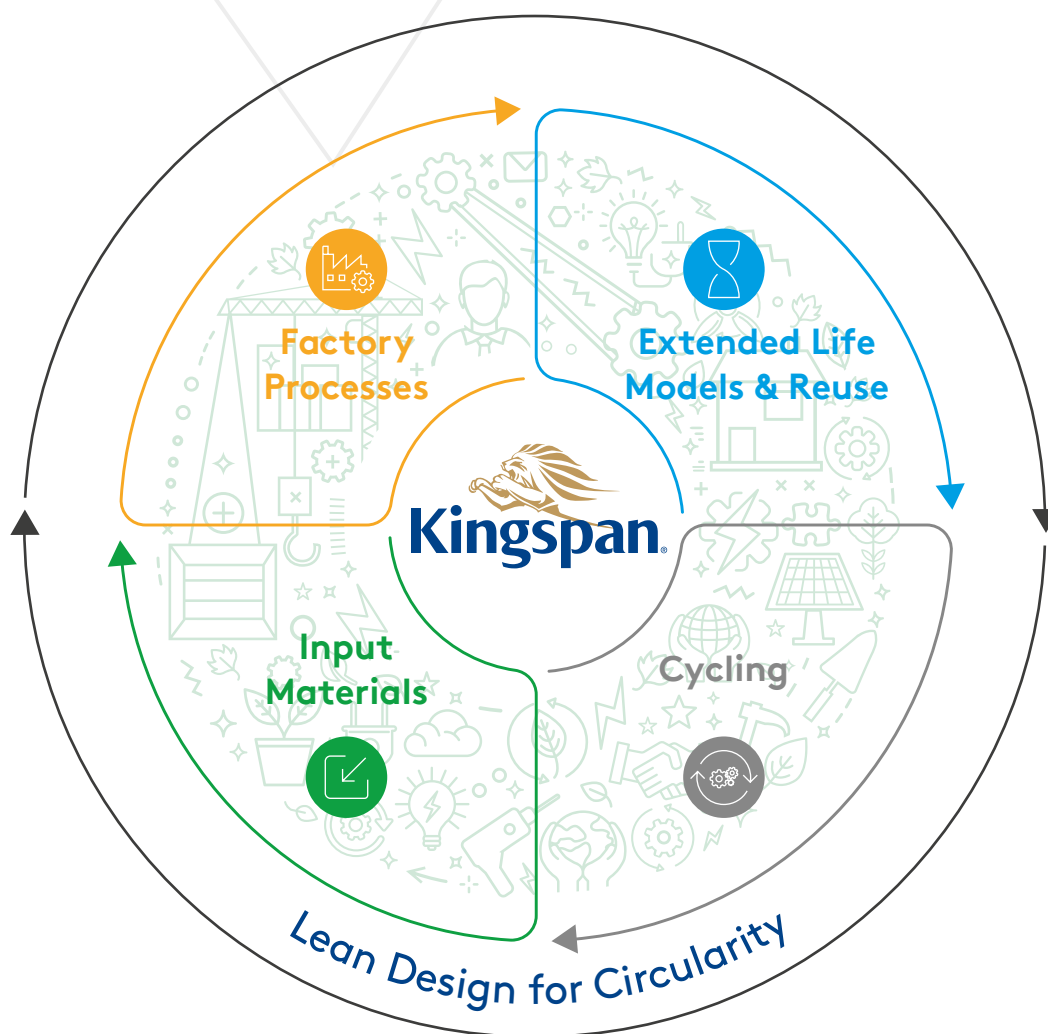 Factory
Processes
Extended Life
Models & Reuse
Kingspan®
Input
Materials
Cycling
Lean Design for Circularity